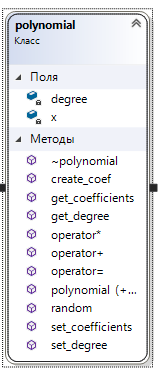 polynomial
Класс
Поля
degree
x
Методы
~polynomial
create_coef
get_coefficients
get_degree
operator*
operator+
operator=
polynomial (+...
random
set_coefficients
set_degree